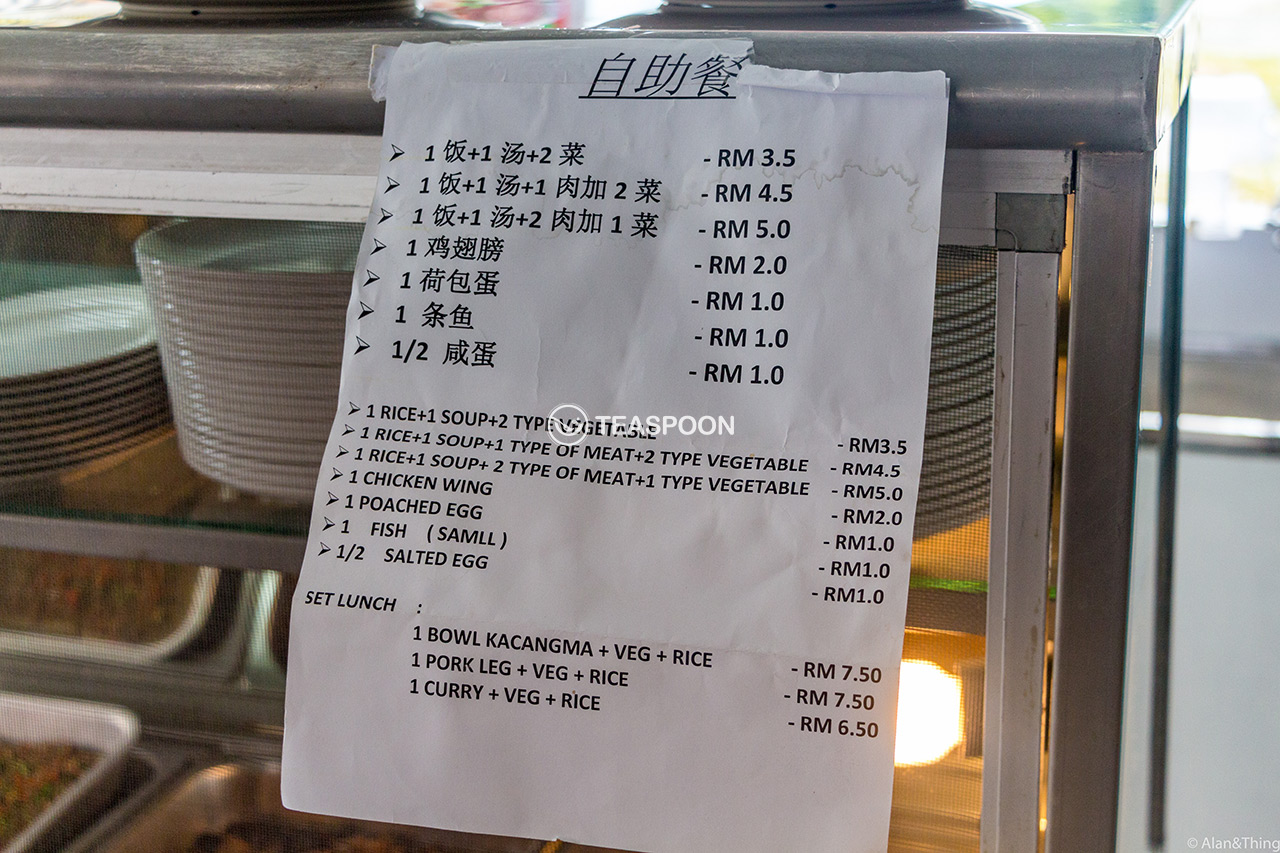 自助餐
➢ 1 饭+1 汤+2 菜 - RM 3.5
➢ 1 饭+1 汤+1 肉加 2 菜 - RM 4.5
➢ 1 饭+1 汤+2 肉加 1 菜 - RM 5.0
➢ 1 鸡翅膀 - RM 2.0
➢ 1 荷包蛋 - RM 1.0
➢ 1 条鱼 - RM 1.0
➢ 1/2 咸蛋 - RM 1.0
➢ 1 RICE+1 SOUP+2 TYPE VEGETABLE - RM3.5
➢ 1 RICE+1 SOUP+1 TYPE OF MEAT+2 TYPE VEGETABLE - RM4.5
➢ 1 RICE+1 SOUP+ 2 TYPE OF MEAT+1 TYPE VEGETABLE - RM5.0
➢ 1 CHICKEN WING - RM2.0
➢ 1 POACHED EGG - RM1.0
➢ 1 FISH ( SAMLL ) - RM1.0
➢ 1/2 SALTED EGG - RM1.0
SET LUNCH :
1 BOWL KACANGMA + VEG + RICE - RM 7.50
1 PORK LEG + VEG + RICE - RM 7.50
1 CURRY + VEG + RICE - RM 6.50
TEASPOON
© Alan&Thing